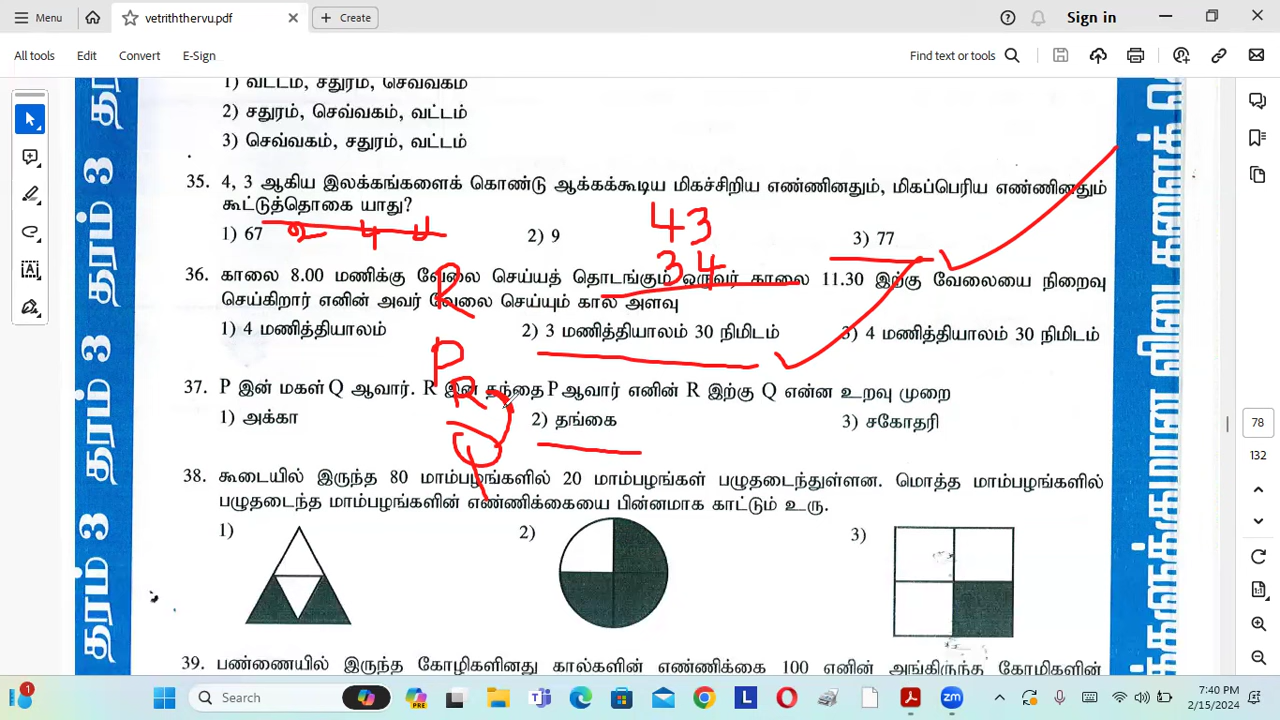 Menu
vetriththervu.pdf
Create
Sign in
All tools
Edit
Convert
E-Sign
Find text or tools
தரம் 3
தரம் 3
1) வட்டம், சதுரம், செவ்வகம்
2) சதுரம், செவ்வகம், வட்டம்
3) செவ்வகம், சதுரம், வட்டம்
35. 4, 3 ஆகிய இலக்கங்களைக் கொண்டு ஆக்கக்கூடிய மிகச்சிறிய எண்ணினதும், மிகப்பெரிய எண்ணினதும்
கூட்டுத்தொகை யாது?
1) 67 2) 9 3) 77
43
34
36. காலை 8.00 மணிக்கு வேலை செய்யத் தொடங்கும் ஒருவர் காலை 11.30 இற்கு வேலையை நிறைவு
செய்கிறார் எனின் அவர் வேலை செய்யும் கால அளவு
1) 4 மணித்தியாலம் 2) 3 மணித்தியாலம் 30 நிமிடம் 3) 4 மணித்தியாலம் 30 நிமிடம்
R
P
R
37. P இன் மகள் Q ஆவார். R இன் தந்தை P ஆவார் எனின் R இற்கு Q என்ன உறவு முறை
1) அக்கா 2) தங்கை 3) சகோதரி
38. கூடையில் இருந்த 80 மாம்பழங்களில் 20 மாம்பழங்கள் பழுதடைந்துள்ளன. மொத்த மாம்பழங்களில்
பழுதடைந்த மாம்பழங்களின் எண்ணிக்கையை பின்னமாக காட்டும் உரு.
1) 2) 3)
39. பண்ணையில் இருந்த கோழிகளினது கால்களின் எண்ணிக்கை 100 எனின் அங்கிருந்த கோழிகளின்
78
132
1
Search
PRE
7:40 PM
2/15/2024